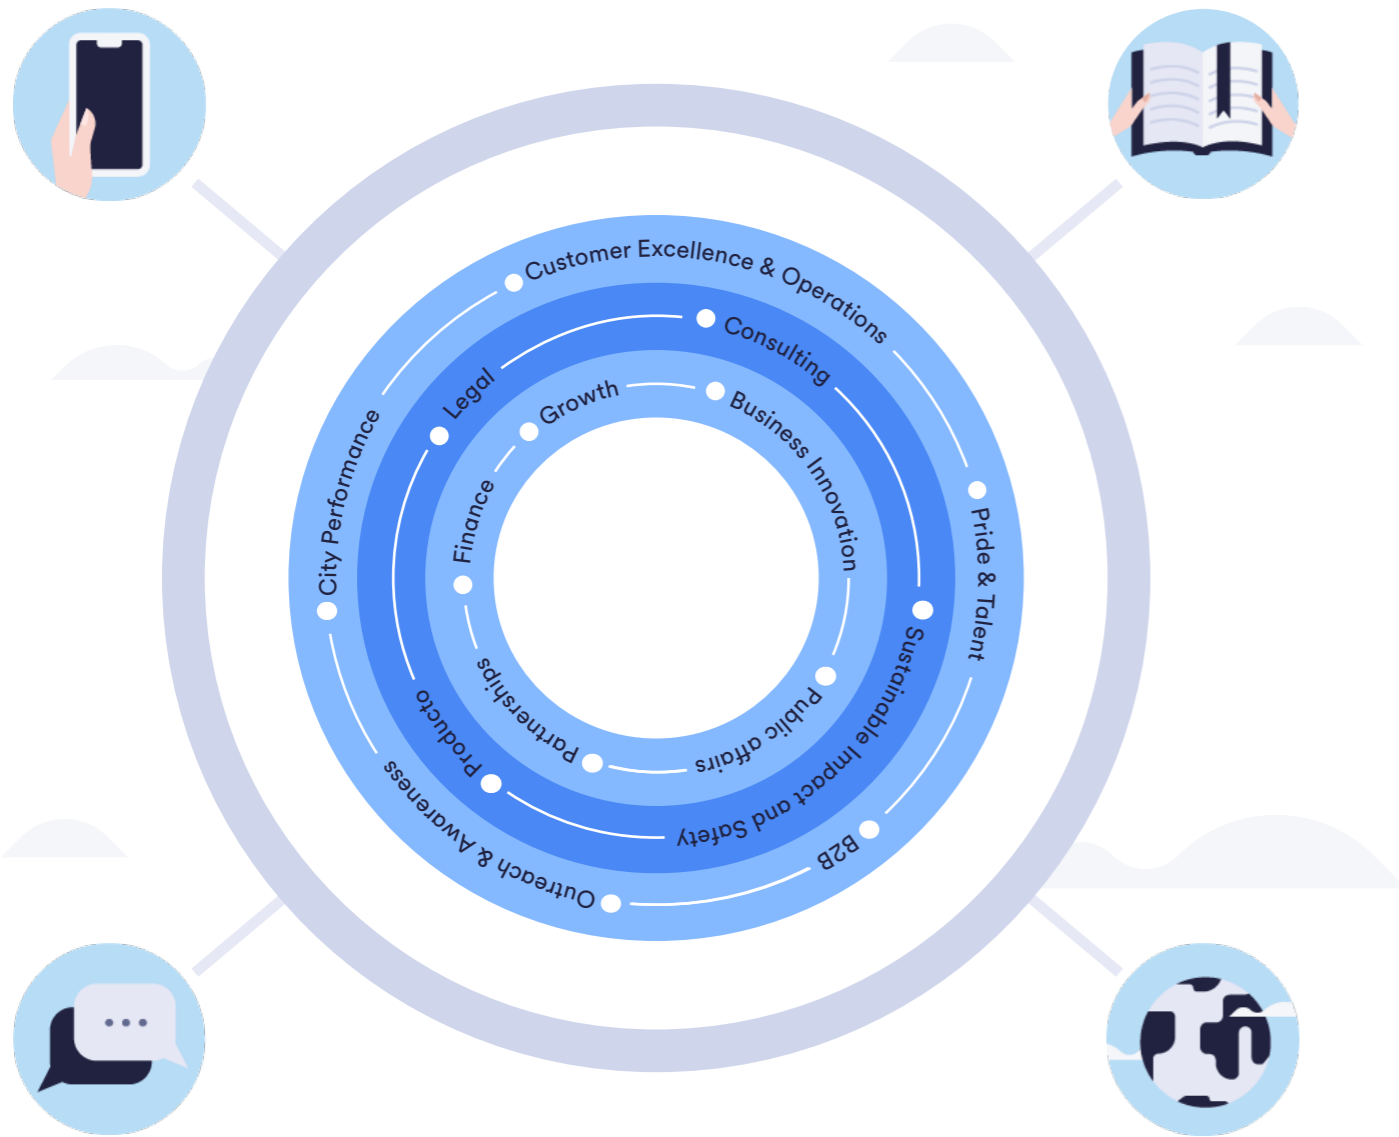 Customer Excellence & Operations
Pride & Talent
B2B
Outreach & Awareness
City Performance
Consulting
Sustainable Impact and Safety
Producto
Legal
Business Innovation
Public affairs
Partnerships
Finance
Growth